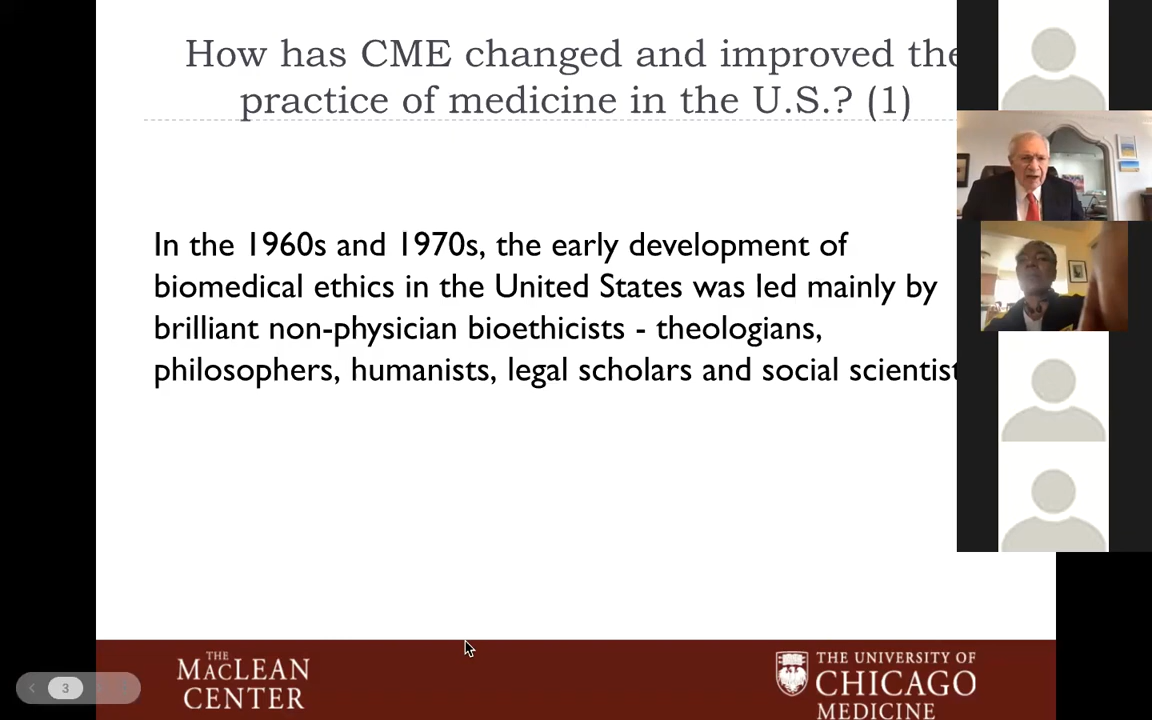 How has CME changed and improved the
practice of medicine in the U.S.? (1)
In the 1960s and 1970s, the early development of
biomedical ethics in the United States was led mainly by
brilliant non-physician bioethicists - theologians,
philosophers, humanists, legal scholars and social scientist
3
THE
MACLEAN
CENTER
THE UNIVERSITY OF
CHICAGO
MEDICINE